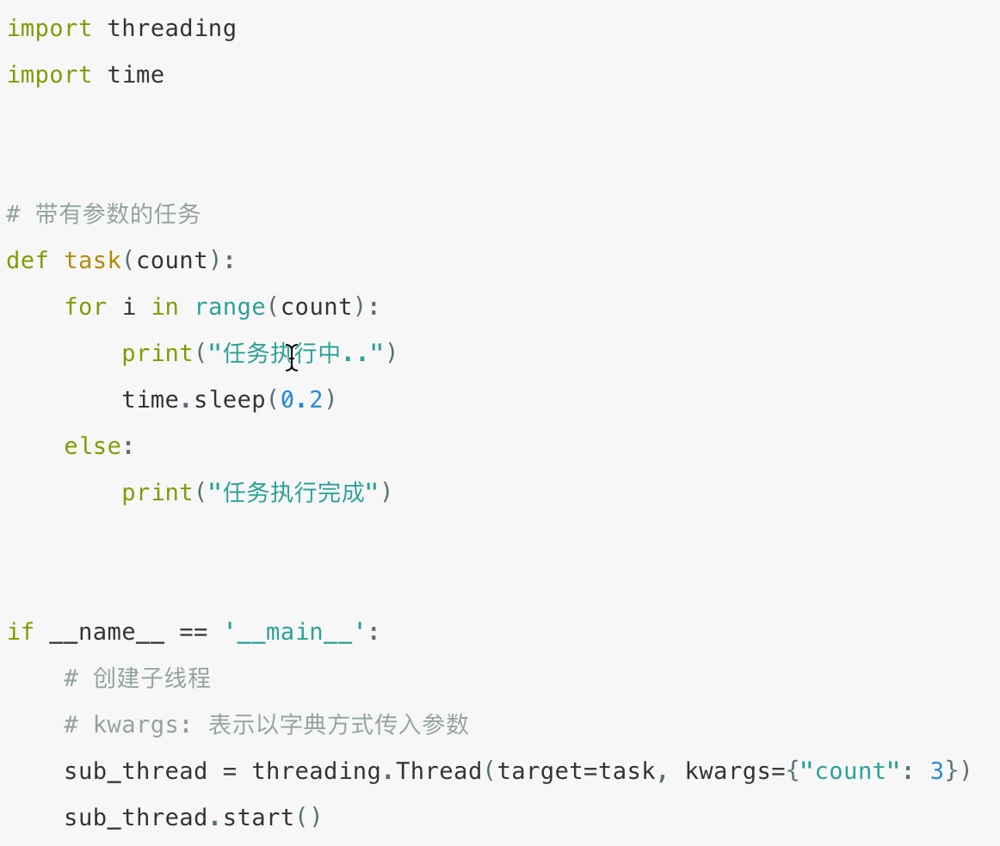 import threading
import time
# 带有参数的任务
def task(count):
    for i in range(count):
        print("任务执行中..")
        time.sleep(0.2)
    else:
        print("任务执行完成")
if __name__ == '__main__':
    # 创建子线程
    # kwargs: 表示以字典方式传入参数
    sub_thread = threading.Thread(target=task, kwargs={"count": 3})
    sub_thread.start()